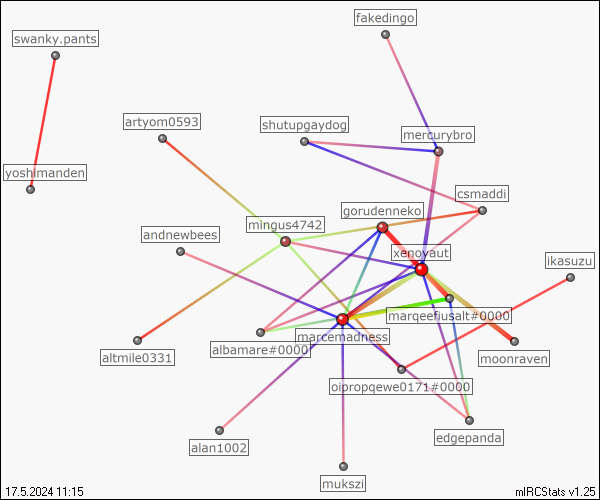 fakedingo
swanky.pants
artyom0593
shutupgaydog
mercurybro
yoshimanden
csmaddi
gorudenneko
mingus4742
andnewbees
xenoyaut
ikasuzu
marqeefiusalt#0000
marcemadness
albamare#0000
altmile0331
moonraven
oipropqewe0171#0000
edgepanda
alan1002
mukszi
17.5.2024 11:15
mIRCStats v1.25